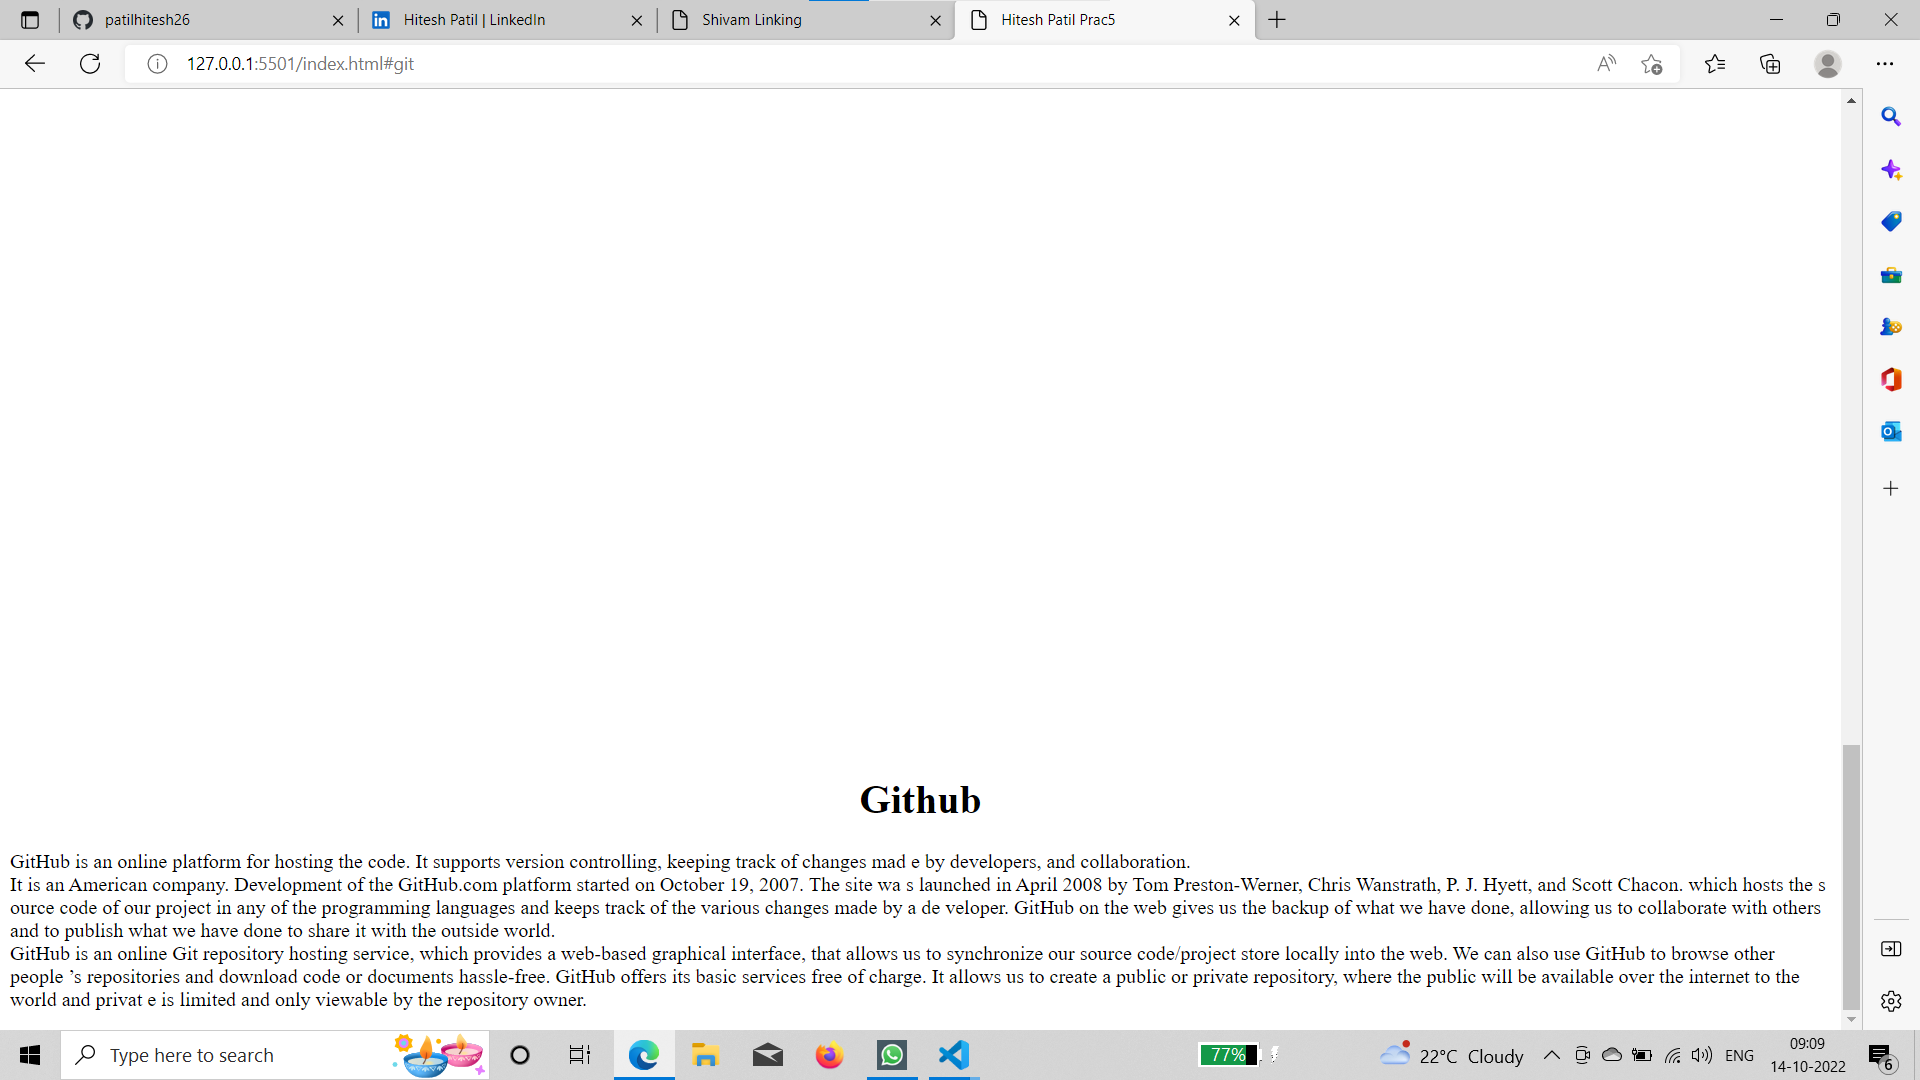 patilhitesh26
Hitesh Patil | LinkedIn
Shivam Linking
Hitesh Patil Prac5
127.0.0.1:5501/index.html#git
Github
GitHub is an online platform for hosting the code. It supports version controlling, keeping track of changes mad e by developers, and collaboration.
It is an American company. Development of the GitHub.com platform started on October 19, 2007. The site wa s launched in April 2008 by Tom Preston-Werner, Chris Wanstrath, P. J. Hyett, and Scott Chacon. which hosts the s
ource code of our project in any of the programming languages and keeps track of the various changes made by a de veloper. GitHub on the web gives us the backup of what we have done, allowing us to collaborate with others
and to publish what we have done to share it with the outside world.
GitHub is an online Git repository hosting service, which provides a web-based graphical interface, that allows us to synchronize our source code/project store locally into the web. We can also use GitHub to browse other
people ’s repositories and download code or documents hassle-free. GitHub offers its basic services free of charge. It allows us to create a public or private repository, where the public will be available over the internet to the
world and privat e is limited and only viewable by the repository owner.
Type here to search
77%
22°C Cloudy
ENG
09:09
14-10-2022
6